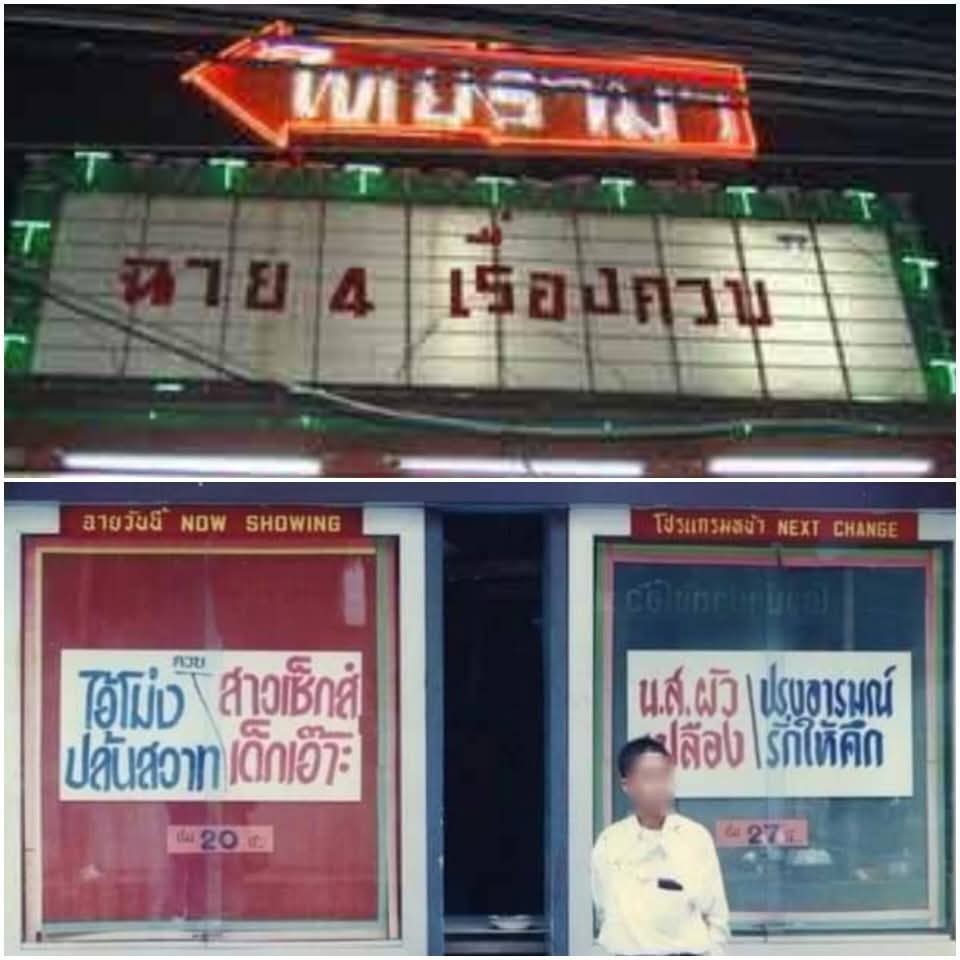 เพชรรามา
ฉาย 4 เรื่องควบ
ฉายวันนี้ NOW SHOWING
ควบ
ไอ้โม่ง
ปล้นสวาท
สาวเซ็กส์
เด็กเอ๊าะ
20
โปรแกรมหน้า NEXT CHANGE
น.ส.ผัว
ปรุงอารมณ์
รักให้คึก
27